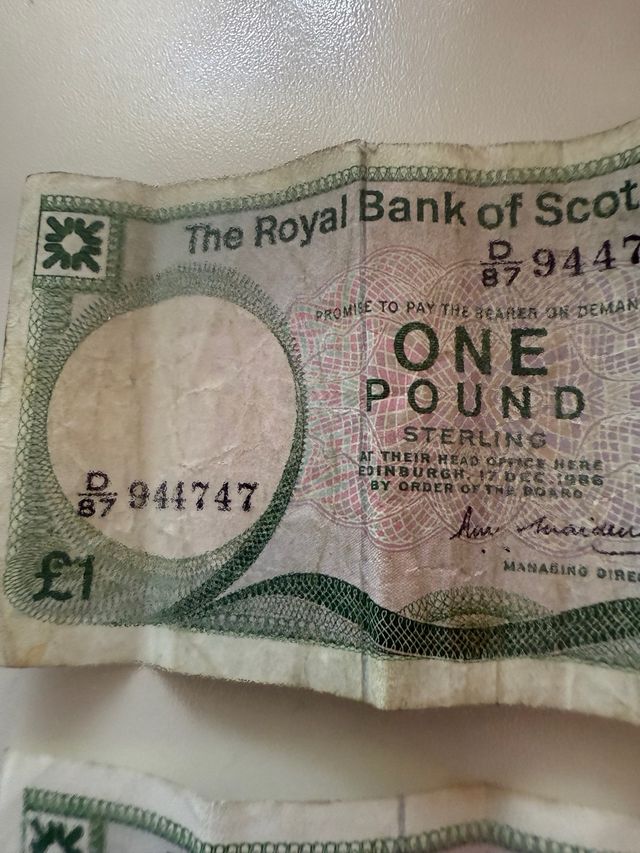 The Royal Bank of Scot
D/87 9447
PROMISE TO PAY THE BEARER ON DEMAN
ONE
POUND
STERLING
AT THEIR HEAD OFFICE HERE
EDINBURGH, 17 DEC 1986
BY ORDER OF THE BOARD
MANAGING DIREC
D/87 944747
£1